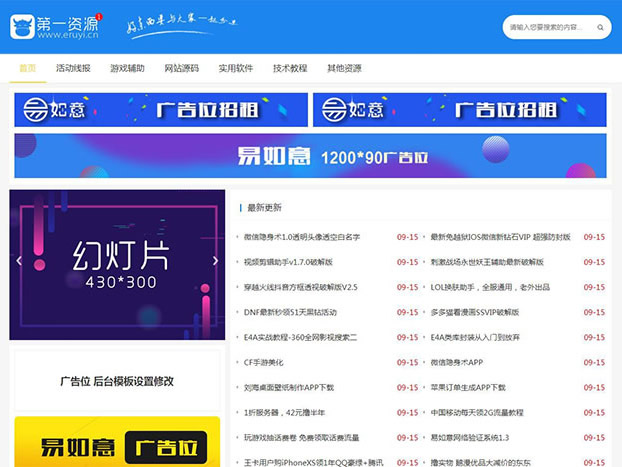 第一资源 1
www.eruyi.cn
好东西要与大家一起分享
请输入您要搜索的内容...
首页 活动线报 游戏辅助 网站源码 实用软件 技术教程 其他资源
易如意 广告位招租 易如意 广告位招租
易如意 1200*90广告位
幻灯片
430*300
广告位 后台模板设置修改
易如意 广告位
最新更新
微信隐身术1.0透明头像透空白名字 09-15 最新免越狱IOS微信新钻石VIP 超强防封版 09-15
视频剪辑助手v1.7.0破解版 09-15 刺激战场永世妖王辅助最新破解版 09-15
穿越火线抖音方框透视破解版V2.5 09-15 LOL换肤助手，全服通用，老外出品 09-15
DNF最新秒领51天黑钻活动 09-15 多多猫看漫画SSVIP破解版 09-15
E4A实战教程-360全网影视搜索二 09-15 E4A类库封装从入门到放弃 09-15
CF手游美化 09-15 微信隐身术APP 09-15
刘海桌面壁纸制作APP下载 09-15 苹果订单生成APP下载 09-15
1折服务器，42元撸半年 09-15 中国移动每天领2G流量教程 09-15
玩游戏抽话费卷 免费领取话费流量 09-15 易如意网络验证系统1.3 09-15
王卡用户购iPhoneXS领1年QQ豪绿+腾讯 09-15 撸实物 蘑菇优品大减价的东东 09-15